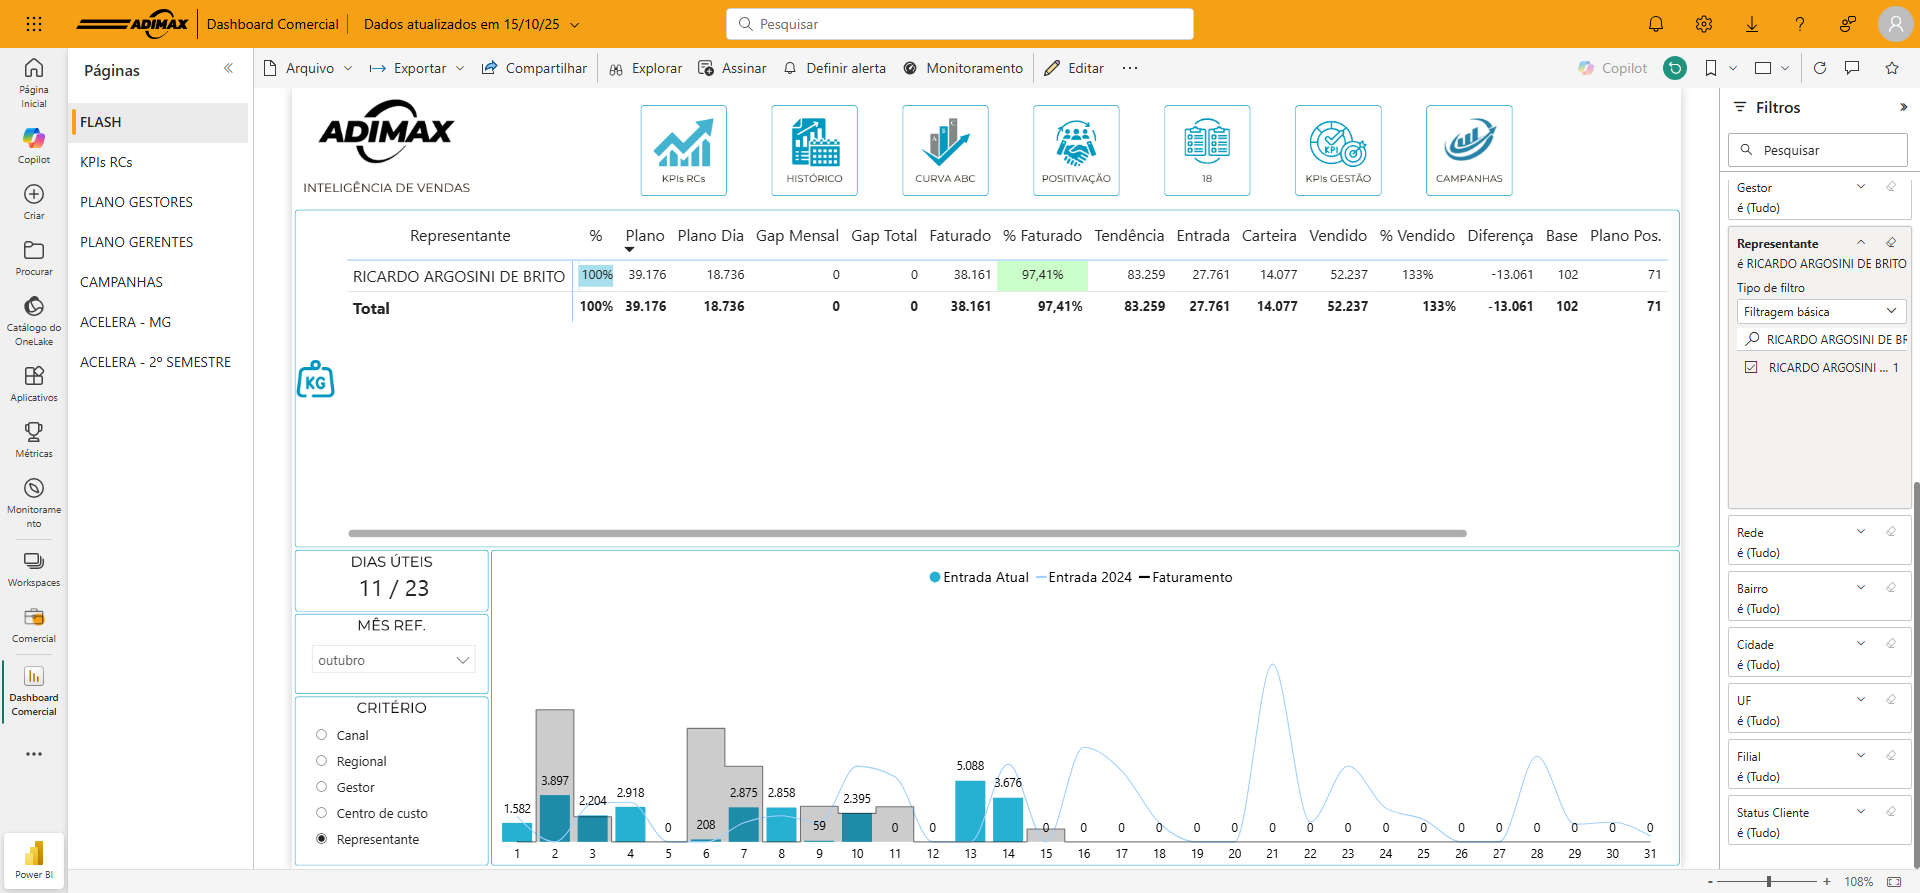 ADIMAX Dashboard Comercial Dados atualizados em 15/10/25
Pesquisar
Arquivo Exportar Compartilhar Explorar Assinar Definir alerta Monitoramento Editar ... Copilot
Página
Inicial
Copilot
Criar
Procurar
Catálogo do
OneLake
Aplicativos
Métricas
Monitorame
nto
Workspaces
Comercial
Dashboard
Comercial
Power BI
Páginas
FLASH
KPIs RCs
PLANO GESTORES
PLANO GERENTES
CAMPANHAS
ACELERA - MG
ACELERA - 2º SEMESTRE
ADIMAX
INTELIGÊNCIA DE VENDAS
KPIs RCs
HISTÓRICO
A B C
CURVA ABC
POSITIVAÇÃO
18
KPI
KPIs GESTÃO
CAMPANHAS
Representante % Plano Plano Dia Gap Mensal Gap Total Faturado % Faturado Tendência Entrada Carteira Vendido % Vendido Diferença Base Plano Pos.
RICARDO ARGOSINI DE BRITO 100% 39.176 18.736 0 0 38.161 97,41% 83.259 27.761 14.077 52.237 133% -13.061 102 71
Total 100% 39.176 18.736 0 0 38.161 97,41% 83.259 27.761 14.077 52.237 133% -13.061 102 71
KG
DIAS ÚTEIS
11 / 23
MÊS REF.
outubro
CRITÉRIO
Canal
Regional
Gestor
Centro de custo
Representante
Entrada Atual Entrada 2024 Faturamento
1.582 3.897 2.204 2.918 0 208 2.875 2.858 59 2.395 0 0 5.088 3.676 0 0 0 0 0 0 0 0 0 0 0 0 0 0 0 0 0
1 2 3 4 5 6 7 8 9 10 11 12 13 14 15 16 17 18 19 20 21 22 23 24 25 26 27 28 29 30 31
Filtros
Pesquisar
Gestor
é (Tudo)
Representante
é RICARDO ARGOSINI DE BRITO
Tipo de filtro
Filtragem básica
RICARDO ARGOSINI DE BR
RICARDO ARGOSINI ... 1
Rede
é (Tudo)
Bairro
é (Tudo)
Cidade
é (Tudo)
UF
é (Tudo)
Filial
é (Tudo)
Status Cliente
é (Tudo)
- + 108%